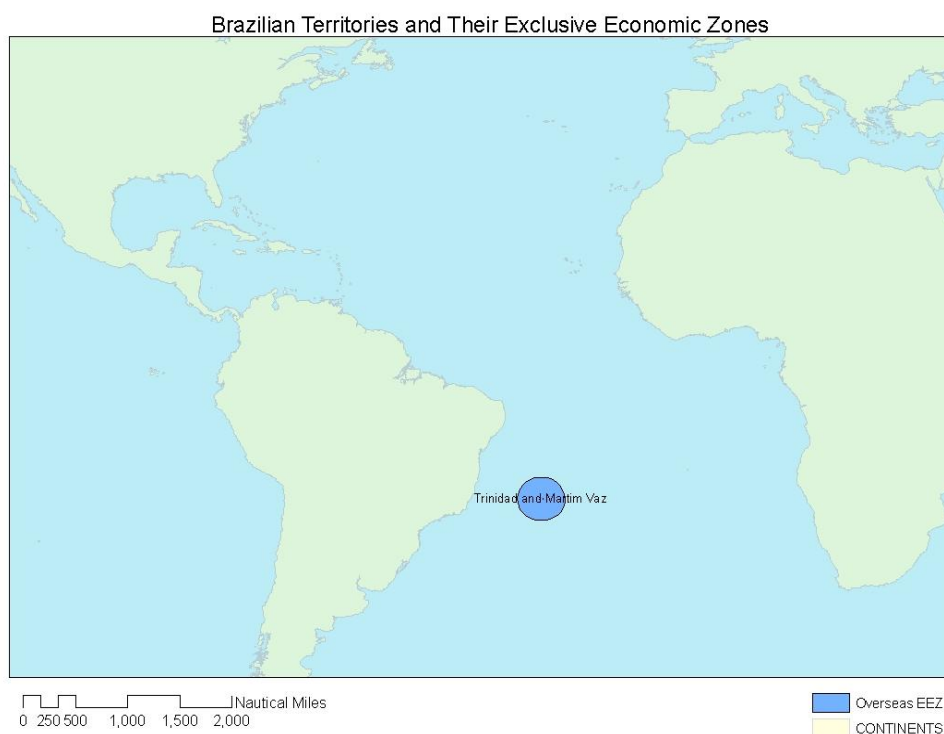 Brazilian Territories and Their Exclusive Economic Zones
Trinidad and Martim Vaz
Nautical Miles
0 250 500 1,000 1,500 2,000
Overseas EEZ
CONTINENTS